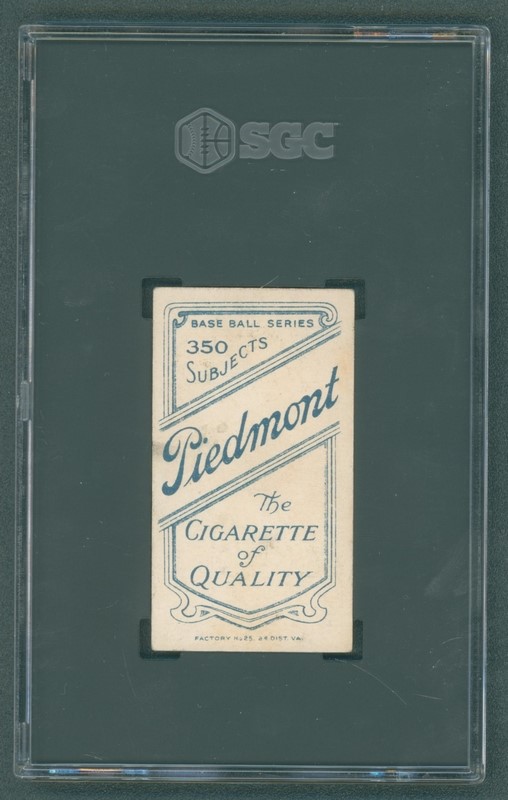 SGC
BASE BALL SERIES
350
SUBJECTS
Piedmont
The
CIGARETTE
of
QUALITY
FACTORY No 25, 2d DIST. VA.